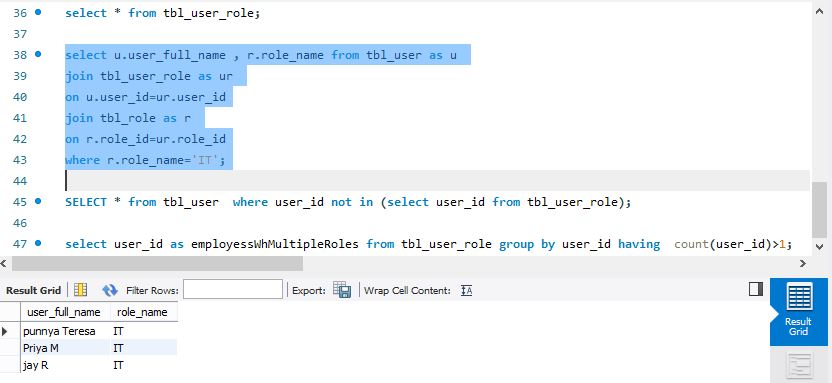 36 select * from tbl_user_role;
37
38 select u.user_full_name , r.role_name from tbl_user as u
39 join tbl_user_role as ur
40 on u.user_id=ur.user_id
41 join tbl_role as r
42 on r.role_id=ur.role_id
43 where r.role_name='IT';
44
45 SELECT * from tbl_user  where user_id not in (select user_id from tbl_user_role);
46
47 select user_id as employessWhMultipleRoles from tbl_user_role group by user_id having  count(user_id)>1;
Result Grid Filter Rows: Export: Wrap Cell Content: IA
user_full_name role_name
punnya Teresa IT
Priya M IT
jay R IT
Result
Grid